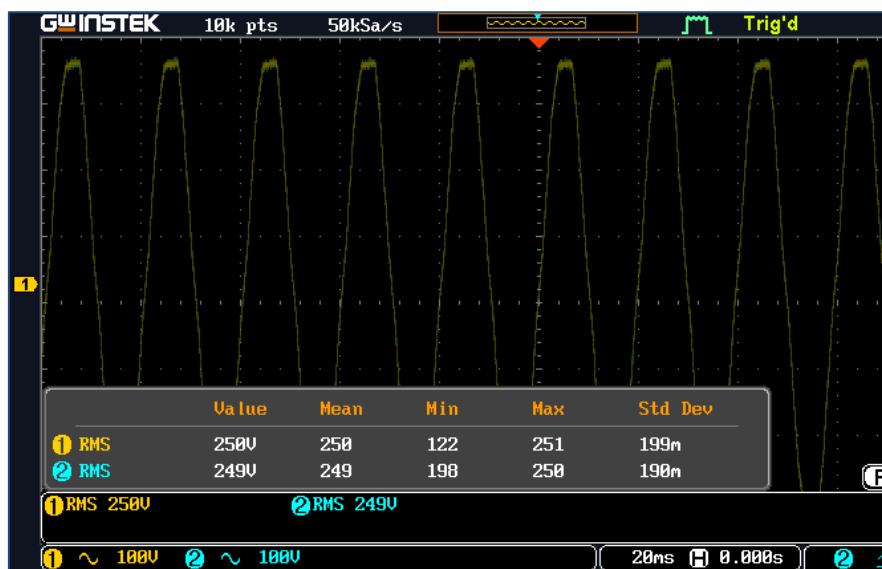 GWINSTEK 10k pts 50kSa/s Trig'd
1
Value Mean Min Max Std Dev
1 RMS 250V 250 122 251 199m
2 RMS 249V 249 198 250 190m
1 RMS 250V 2 RMS 249V
1 ∿ 100V 2 ∿ 100V 20ms H 0.000s 2